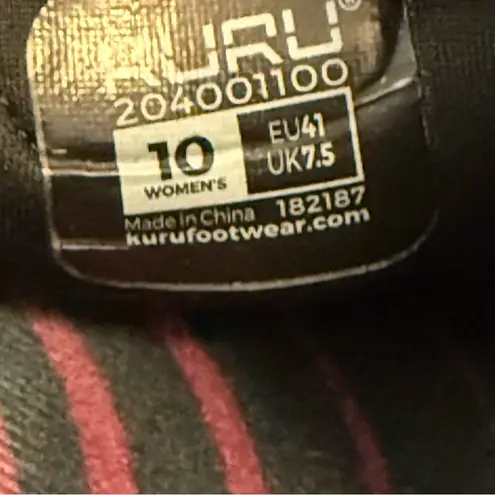 KURU®
204001100
10 EU41
WOMEN'S UK7.5
Made in China 182187
kurufootwear.com